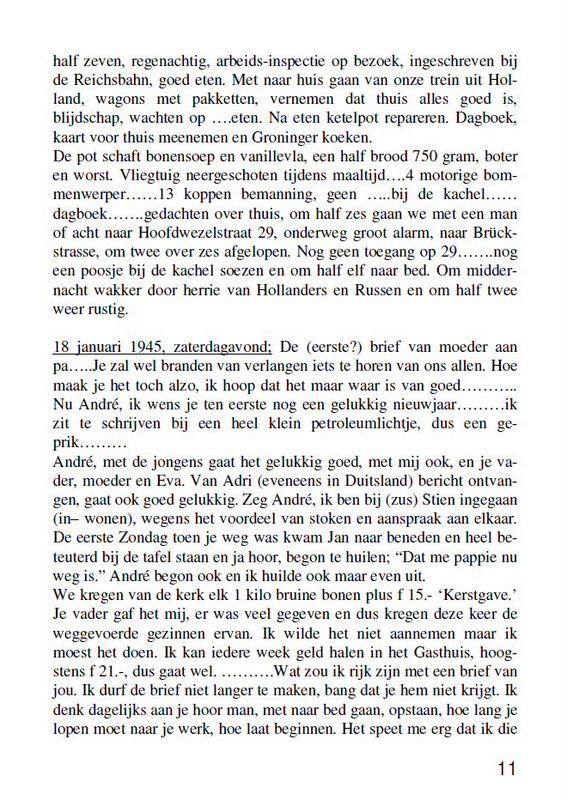 half zeven, regenachtig, arbeids-inspectie op bezoek, ingeschreven bij
de Reichsbahn, goed eten. Met naar huis gaan van onze trein uit Hol-
land, wagons met pakketten, vernemen dat thuis alles goed is,
blijdschap, wachten op ….eten. Na eten ketelpot repareren. Dagboek,
kaart voor thuis meenemen en Groninger koeken.
De pot schaft bonensoep en vanillevla, een half brood 750 gram, boter
en worst. Vliegtuig neergeschoten tijdens maaltijd….4 motorige bom-
menwerper……13 koppen bemanning, geen …..bij de kachel……
dagboek…….gedachten over thuis, om half zes gaan we met een man
of acht naar Hoofdwezelstraat 29, onderweg groot alarm, naar Brück-
strasse, om twee over zes afgelopen. Nog geen toegang op 29…….nog
een poosje bij de kachel soezen en om half elf naar bed. Om midder-
nacht wakker door herrie van Hollanders en Russen en om half twee
weer rustig.

18 januari 1945, zaterdagavond; De (eerste?) brief van moeder aan
pa…..Je zal wel branden van verlangen iets te horen van ons allen. Hoe
maak je het toch alzo, ik hoop dat het maar waar is van goed………..
Nu André, ik wens je ten eerste nog een gelukkig nieuwjaar………ik
zit te schrijven bij een heel klein petroleumlichtje, dus een ge-
prik………
André, met de jongens gaat het gelukkig goed, met mij ook, en je va-
der, moeder en Eva. Van Adri (eveneens in Duitsland) bericht ontvan-
gen, gaat ook goed gelukkig. Zeg André, ik ben bij (zus) Stien ingegaan
(in– wonen), wegens het voordeel van stoken en aanspraak aan elkaar.
De eerste Zondag toen je weg was kwam Jan naar beneden en heel be-
teuterd bij de tafel staan en ja hoor, begon te huilen; “Dat me pappie nu
weg is.” André begon ook en ik huilde ook maar even uit.
We kregen van de kerk elk 1 kilo bruine bonen plus f 15.- ‘Kerstgave.’
Je vader gaf het mij, er was veel gegeven en dus kregen deze keer de
weggevoerde gezinnen ervan. Ik wilde het niet aannemen maar ik
moest het doen. Ik kan iedere week geld halen in het Gasthuis, hoog-
stens f 21.-, dus gaat wel. ……….Wat zou ik rijk zijn met een brief van
jou. Ik durf de brief niet langer te maken, bang dat je hem niet krijgt. Ik
denk dagelijks aan je hoor man, met naar bed gaan, opstaan, hoe lang je
lopen moet naar je werk, hoe laat beginnen. Het speet me erg dat ik die
11